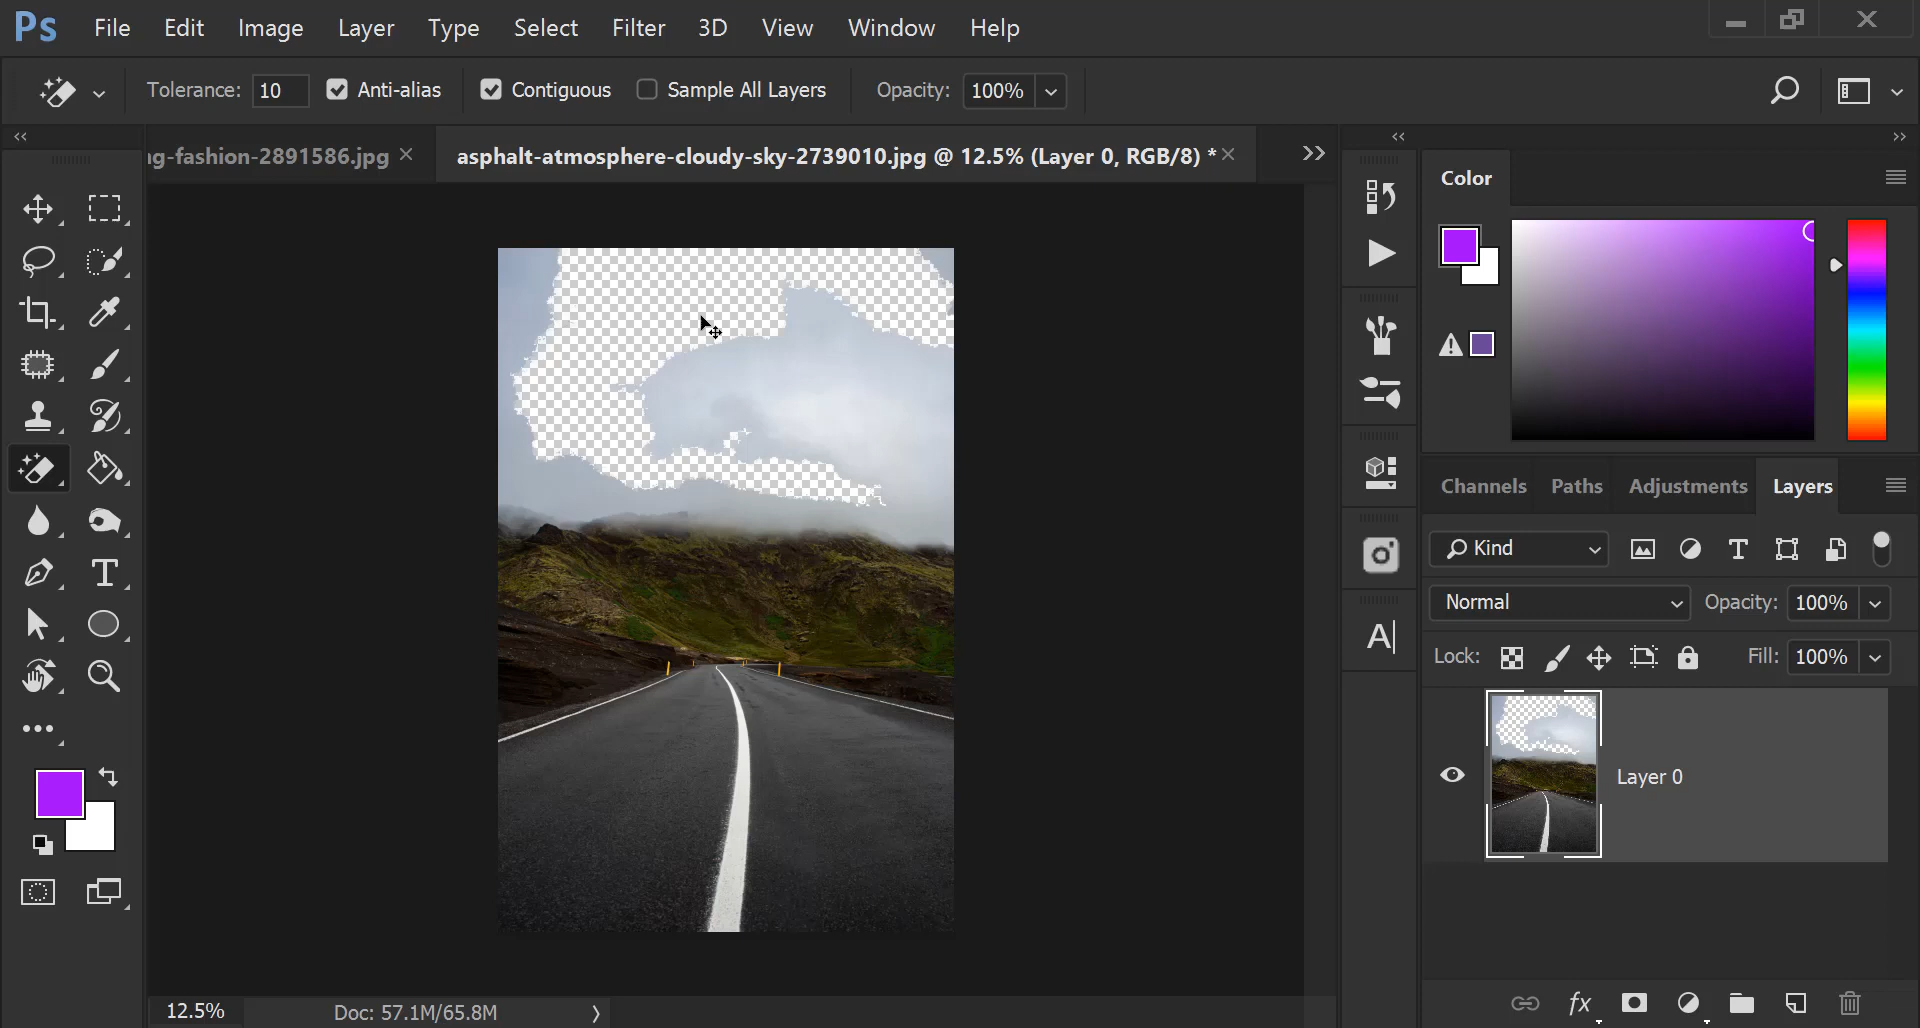 Ps File Edit Image Layer Type Select Filter 3D View Window Help
Tolerance: 10 Anti-alias Contiguous Sample All Layers Opacity: 100%
ng-fashion-2891586.jpg asphalt-atmosphere-cloudy-sky-2739010.jpg @ 12.5% (Layer 0, RGB/8) *
Color
Channels Paths Adjustments Layers
Kind
Normal Opacity: 100%
Lock: Fill: 100%
Layer 0
fx
12.5% Doc: 57.1M/65.8M